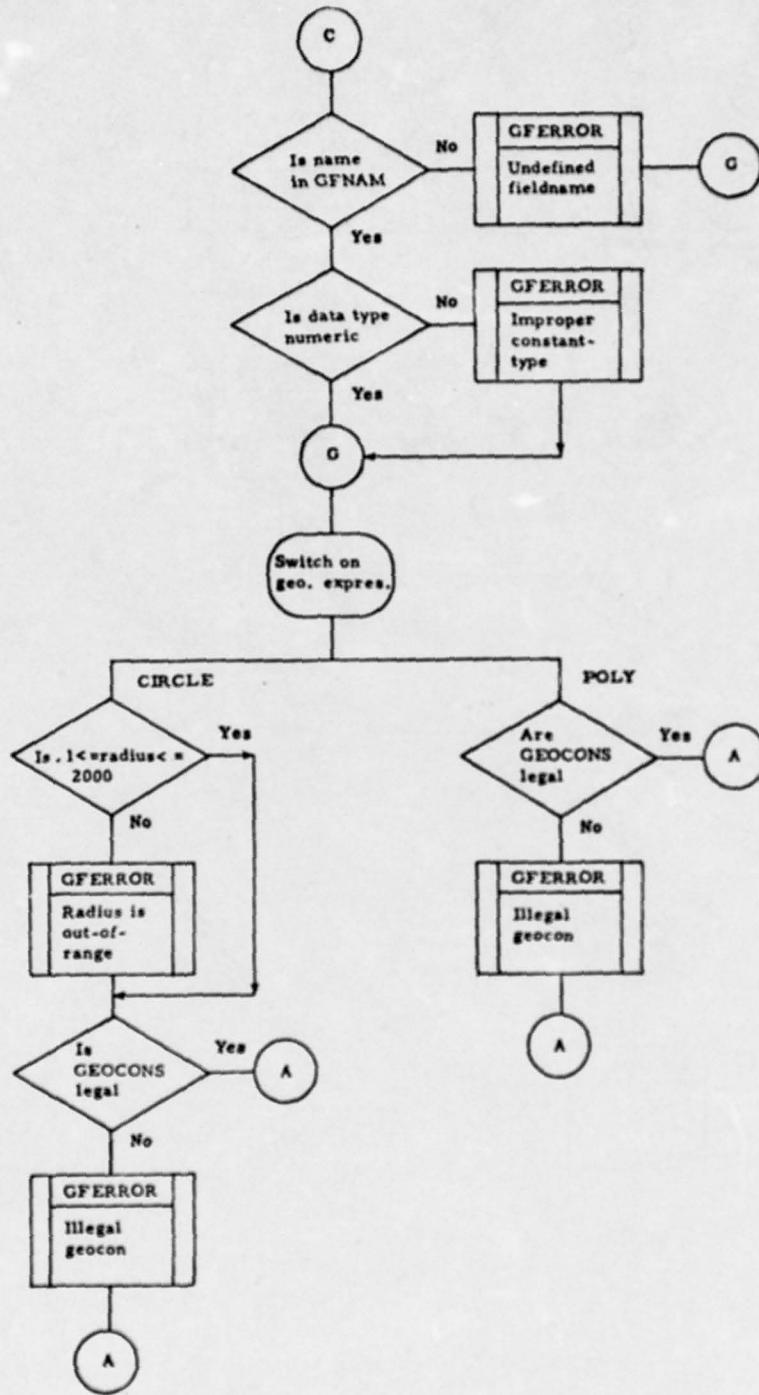 C
Is name
in GFNAM
No
GFERROR
Undefined
fieldname
G
Yes
Is data type
numeric
No
GFERROR
Improper
constant-
type
Yes
G
Switch on
geo. expres.
CIRCLE
POLY
Is .1<=radius< =
2000
Yes
No
GFERROR
Radius is
out-of-
range
Is
GEOCONS
legal
Yes
A
No
GFERROR
Illegal
geocon
A
Are
GEOCONS
legal
Yes
A
No
GFERROR
Illegal
geocon
A